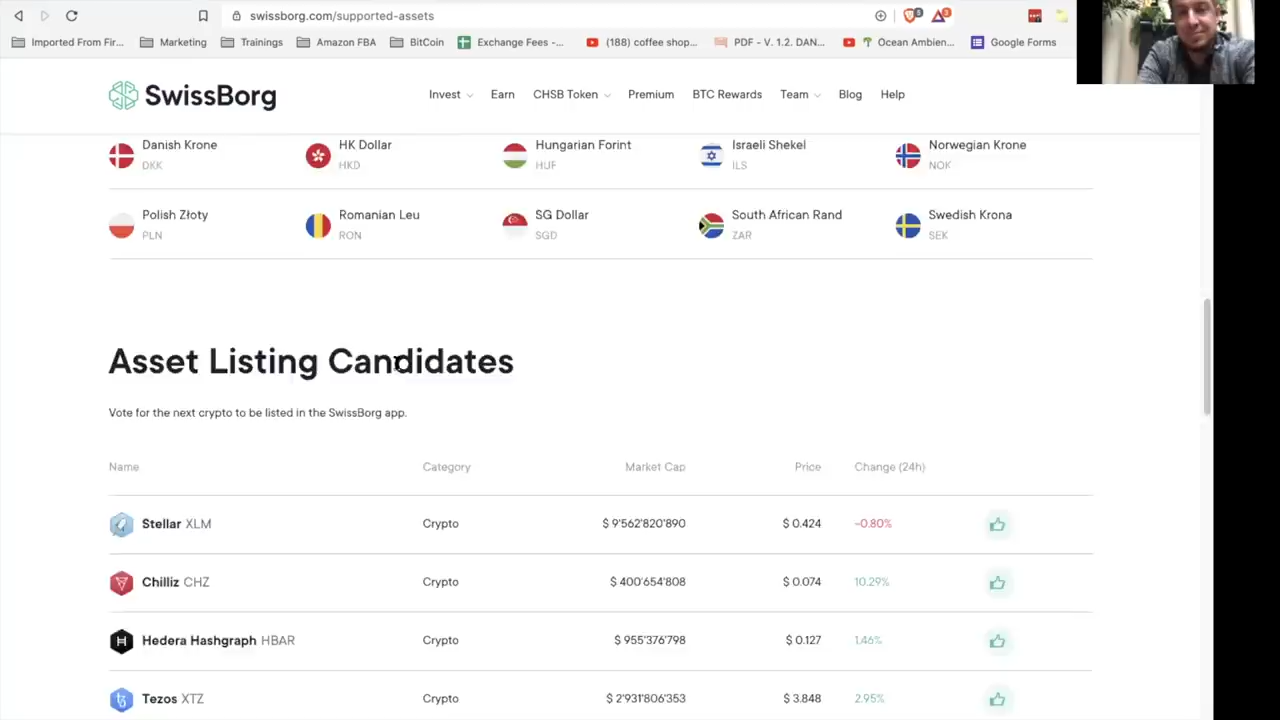 swissborg.com/supported-assets
Imported From Fir... Marketing Trainings Amazon FBA BitCoin Exchange Fees -... (188) coffee shop... PDF - V. 1.2. DAN... Ocean Ambien... Google Forms
SwissBorg
Invest Earn CHSB Token Premium BTC Rewards Team Blog Help
Danish Krone HK Dollar Hungarian Forint Israeli Shekel Norwegian Krone
DKK HKD HUF ILS NOK
Polish Złoty Romanian Leu SG Dollar South African Rand Swedish Krona
PLN RON SGD ZAR SEK
Asset Listing Candidates
Vote for the next crypto to be listed in the SwissBorg app.
Name Category Market Cap Price Change (24h)
Stellar XLM Crypto $ 9'562'820'890 $ 0.424 -0.80%
Chilliz CHZ Crypto $ 400'654'808 $ 0.074 10.29%
Hedera Hashgraph HBAR Crypto $ 955'376'798 $ 0.127 1.46%
Tezos XTZ Crypto $ 2'931'806'353 $ 3.848 2.95%